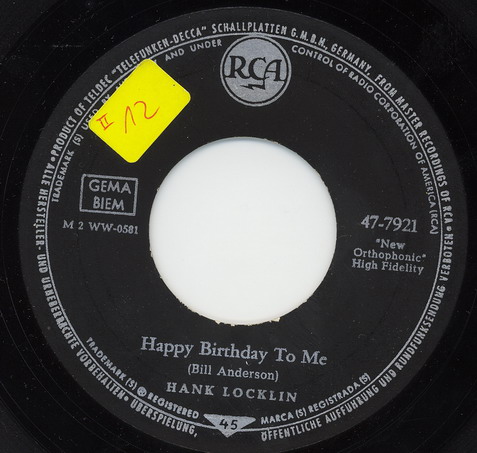 PRODUCT OF TELDEC "TELEFUNKEN-DECCA" SCHALLPLATTEN G.M.B.H., GERMANY, FROM MASTER RECORDINGS OF RCA •
TRADEMARK (S) USED BY AND UNDER CONTROL OF RADIO CORPORATION OF AMERICA (RCA)
RCA
II 12
GEMA
BIEM
M 2 WW-0581
47-7921
"New
Orthophonic"
High Fidelity
Happy Birthday To Me
(Bill Anderson)
HANK LOCKLIN
TRADEMARK (S) ® REGISTERED
45
MARCA (S) REGISTRADA (S)
• ALLE HERSTELLER- UND URHEBERRECHTE VORBEHALTEN • ÜBERSPIELUNG, ÖFFENTLICHE AUFFÜHRUNG UND RUNDFUNKSENDUNG VERBOTEN •